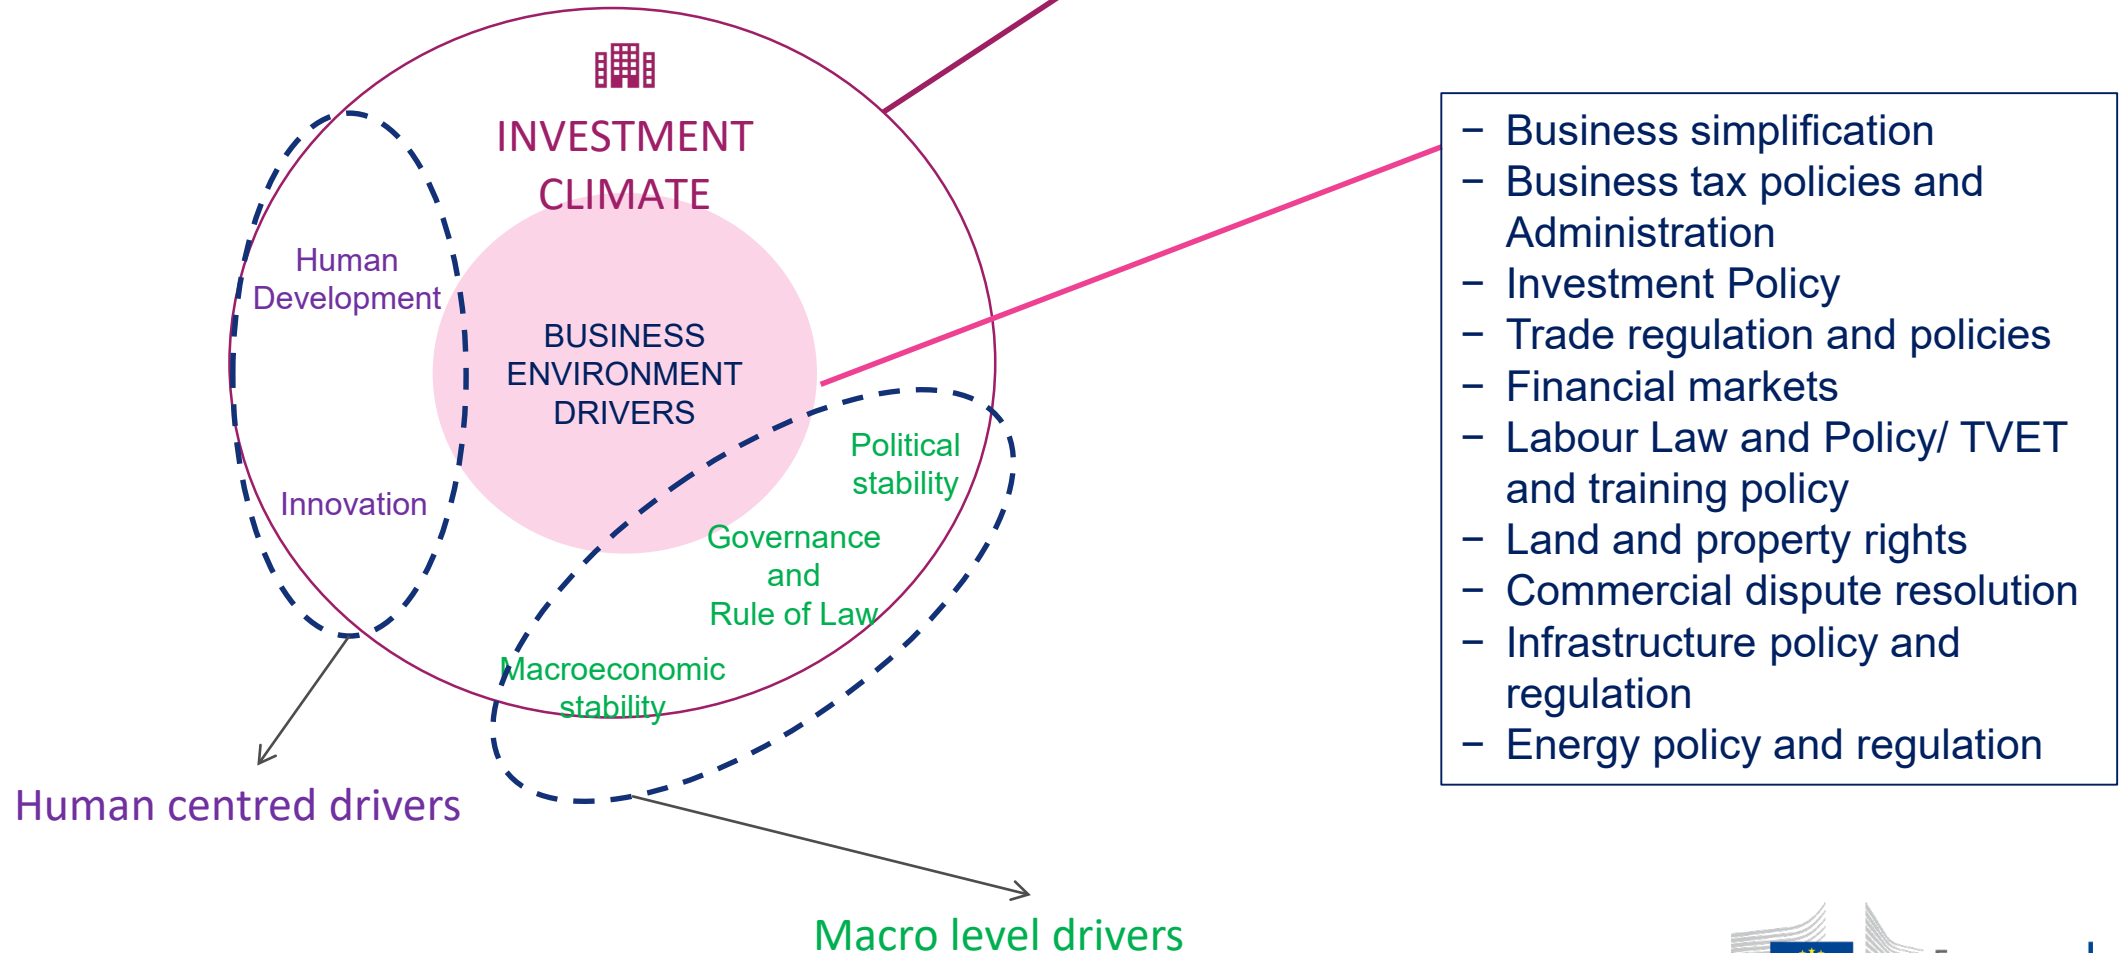 INVESTMENT
CLIMATE
Human
Development
Innovation
BUSINESS
ENVIRONMENT
DRIVERS
Political
stability
Governance
and
Rule of Law
Macroeconomic
stability
Human centred drivers
Macro level drivers
− Business simplification
− Business tax policies and
Administration
− Investment Policy
− Trade regulation and policies
− Financial markets
− Labour Law and Policy/ TVET
and training policy
− Land and property rights
− Commercial dispute resolution
− Infrastructure policy and
regulation
− Energy policy and regulation